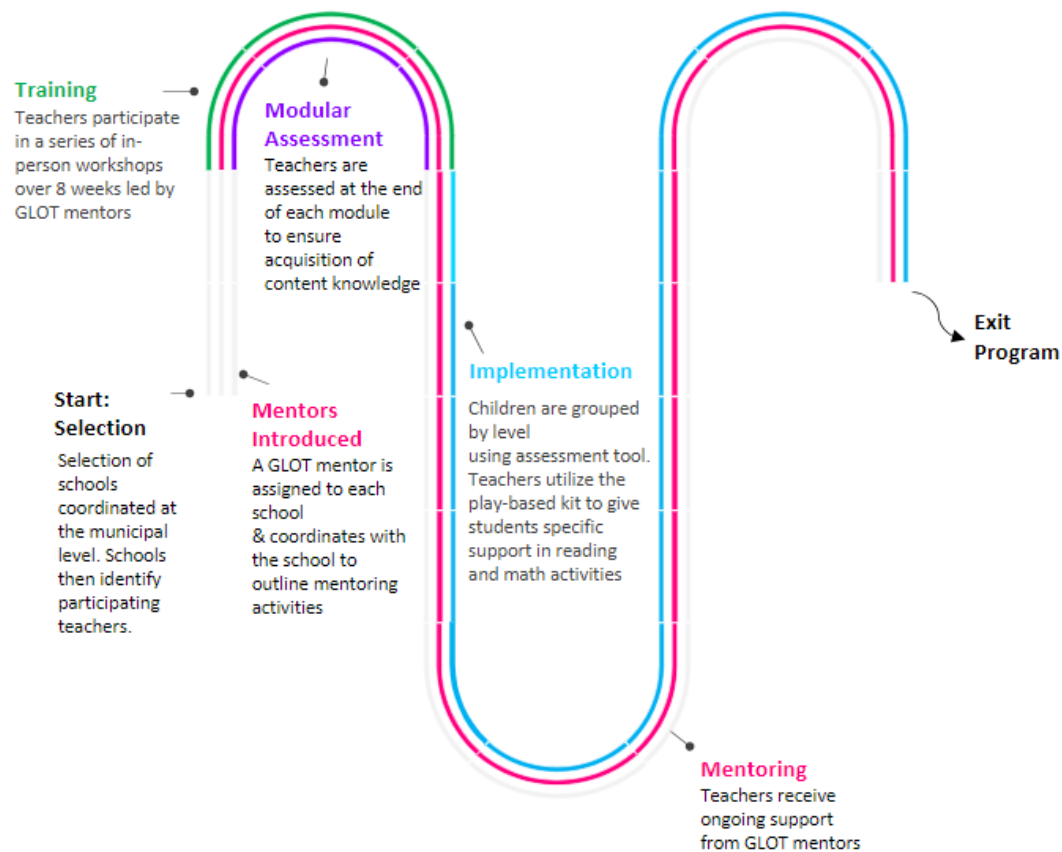 Training
Teachers participate
in a series of in-
person workshops
over 8 weeks led by
GLOT mentors
Modular
Assessment
Teachers are
assessed at the end
of each module
to ensure
acquisition of
content knowledge
Start:
Selection
Selection of
schools
coordinated at
the municipal
level. Schools
then identify
participating
teachers.
Mentors
Introduced
A GLOT mentor is
assigned to each
school
& coordinates with
the school to
outline mentoring
activities
Implementation
Children are grouped
by level
using assessment tool.
Teachers utilize the
play-based kit to give
students specific
support in reading
and math activities
Mentoring
Teachers receive
ongoing support
from GLOT mentors
Exit
Program